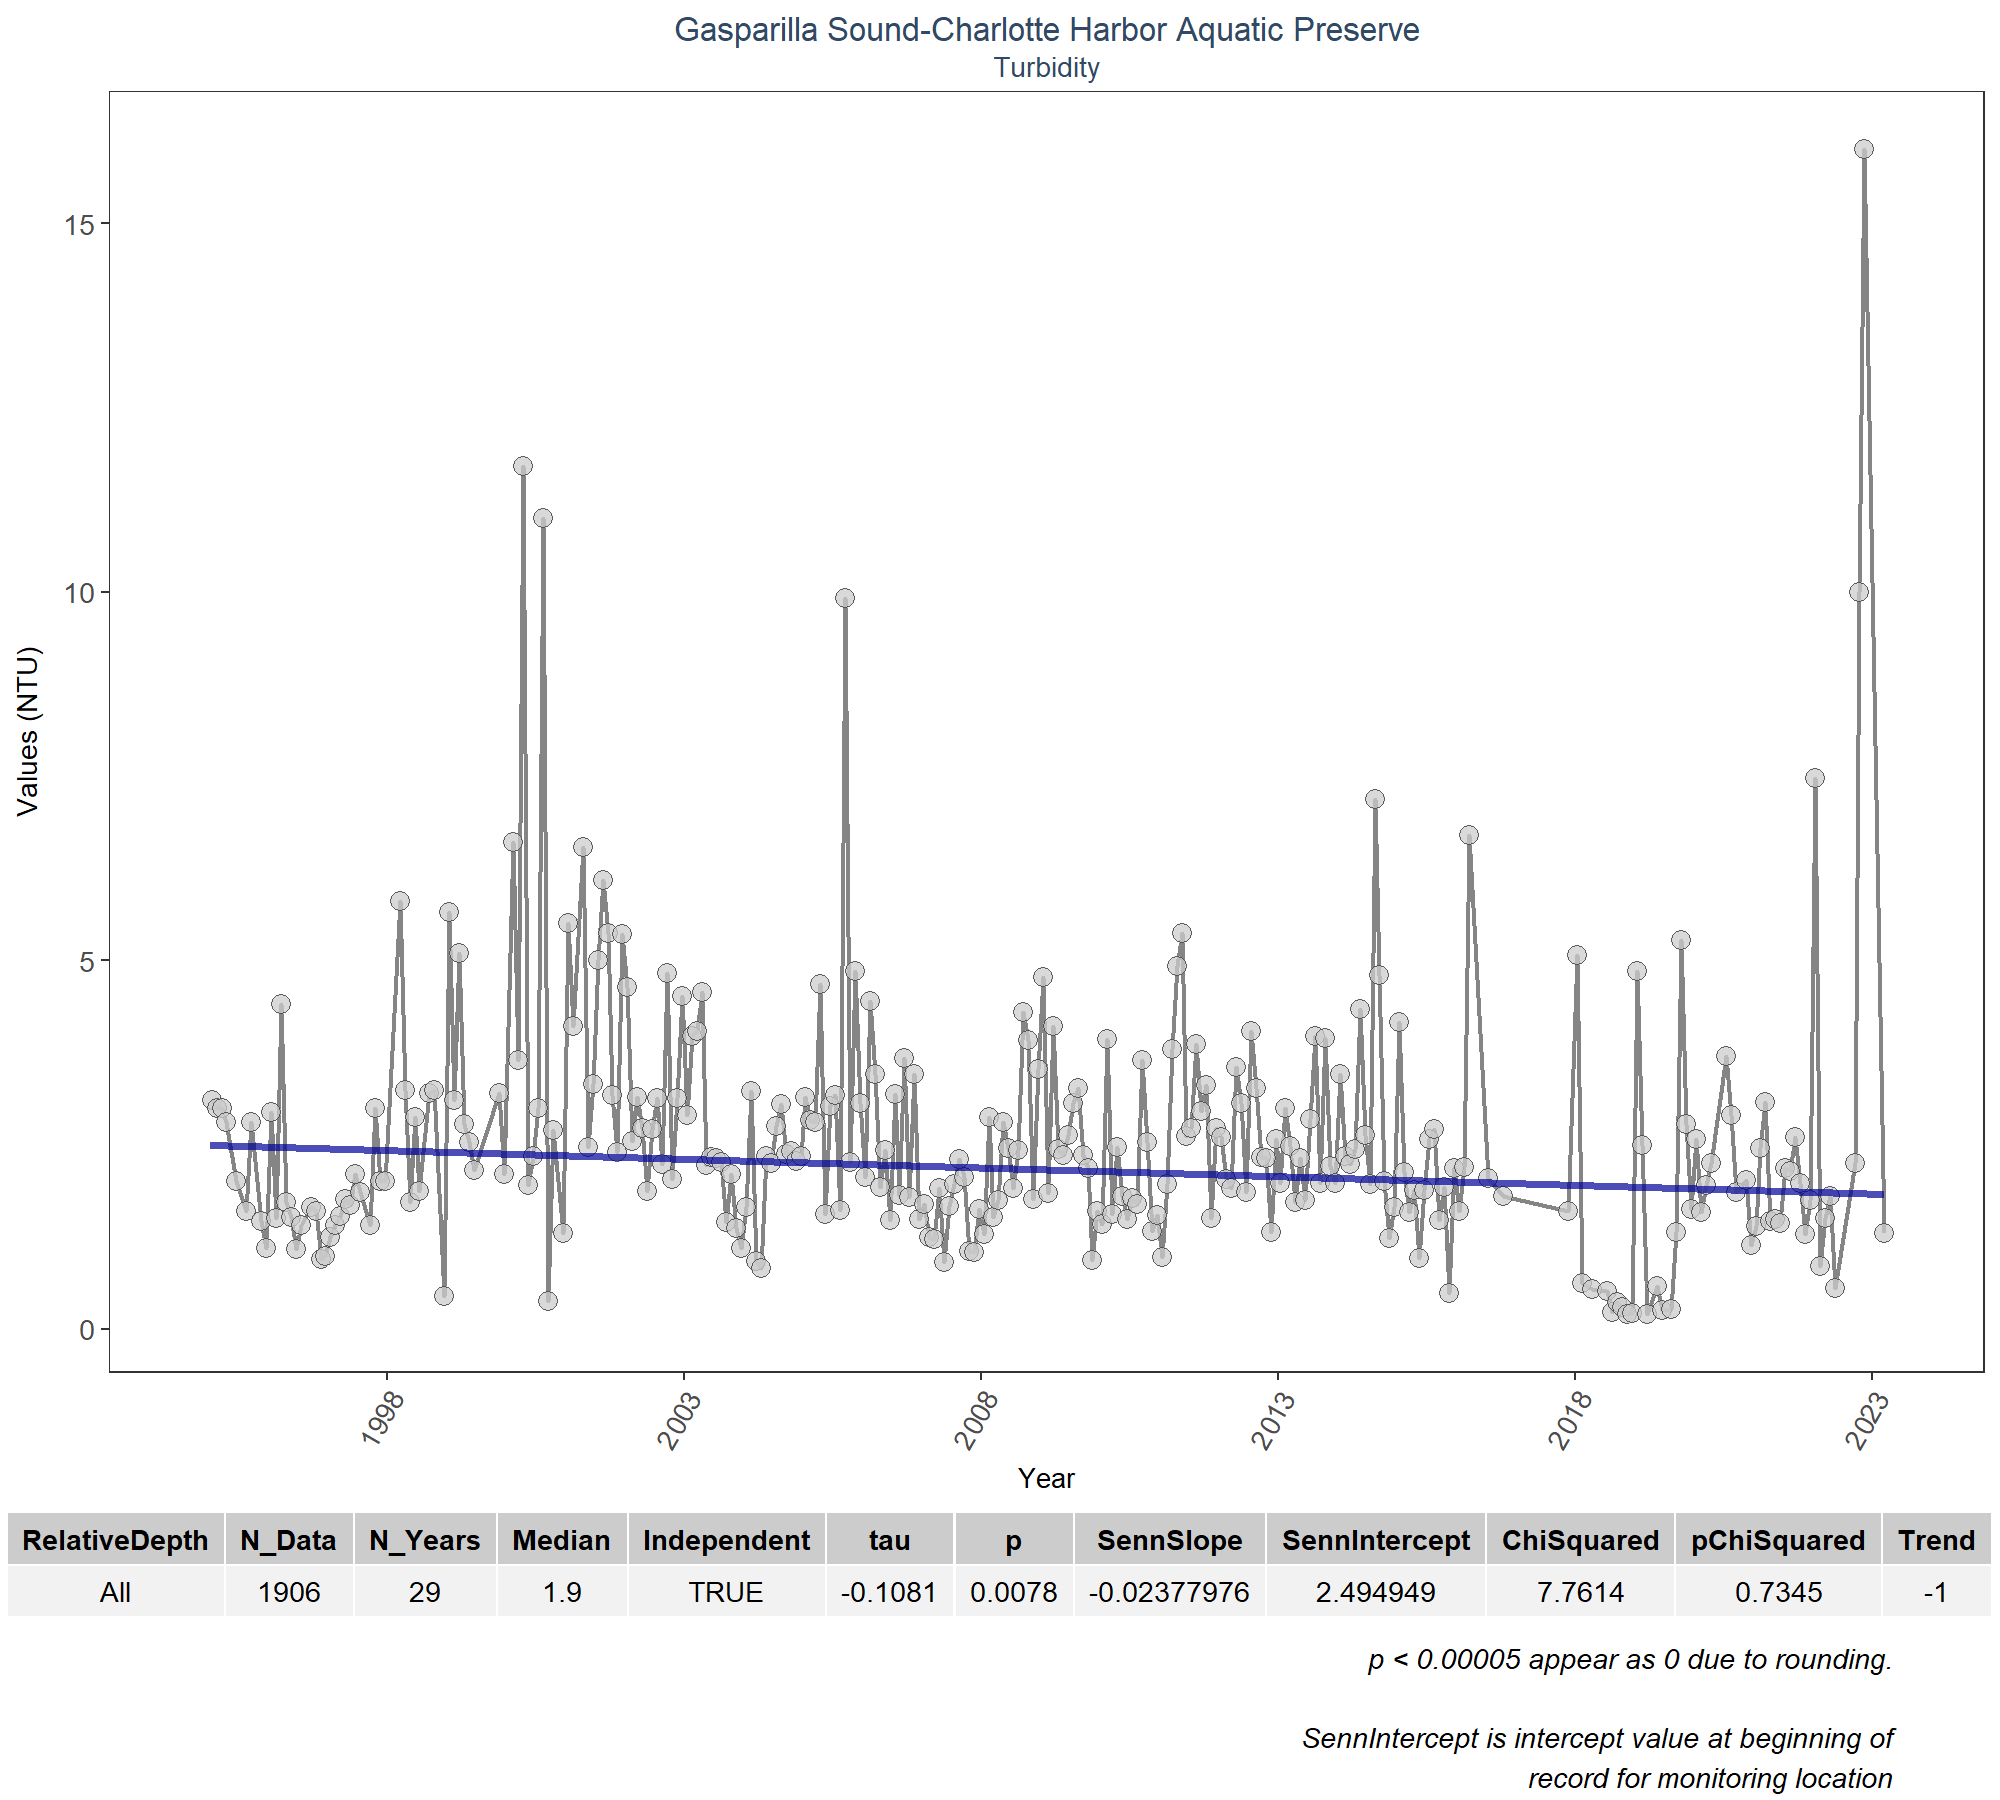 Gasparilla Sound-Charlotte Harbor Aquatic Preserve
Turbidity
15
10
5
0
Values (NTU)
1998
2003
2008
2013
2018
2023
Year
RelativeDepth N_Data N_Years Median Independent tau p SennSlope SennIntercept ChiSquared pChiSquared Trend
All 1906 29 1.9 TRUE -0.1081 0.0078 -0.02377976 2.494949 7.7614 0.7345 -1
p < 0.00005 appear as 0 due to rounding.
SennIntercept is intercept value at beginning of
record for monitoring location